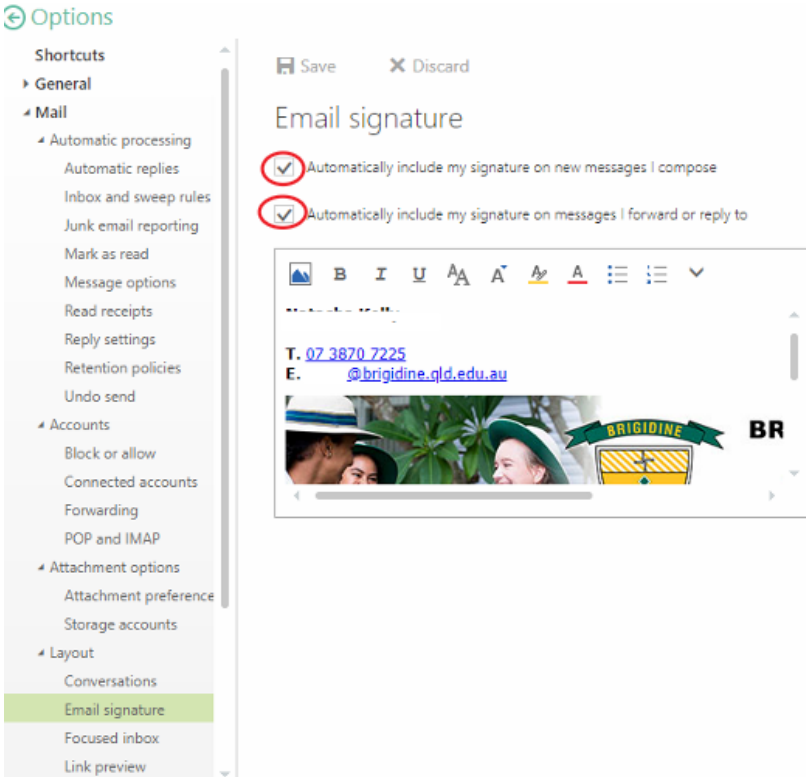 Options
Shortcuts
General
Mail
Automatic processing
Automatic replies
Inbox and sweep rules
Junk email reporting
Mark as read
Message options
Read receipts
Reply settings
Retention policies
Undo send
Accounts
Block or allow
Connected accounts
Forwarding
POP and IMAP
Attachment options
Attachment preference
Storage accounts
Layout
Conversations
Email signature
Focused inbox
Link preview
Save Discard
Email signature
Automatically include my signature on new messages I compose
Automatically include my signature on messages I forward or reply to
B I U AA A A
T. 07 3870 7225
E. @brigidine.qld.edu.au
BRIGIDINE
BR